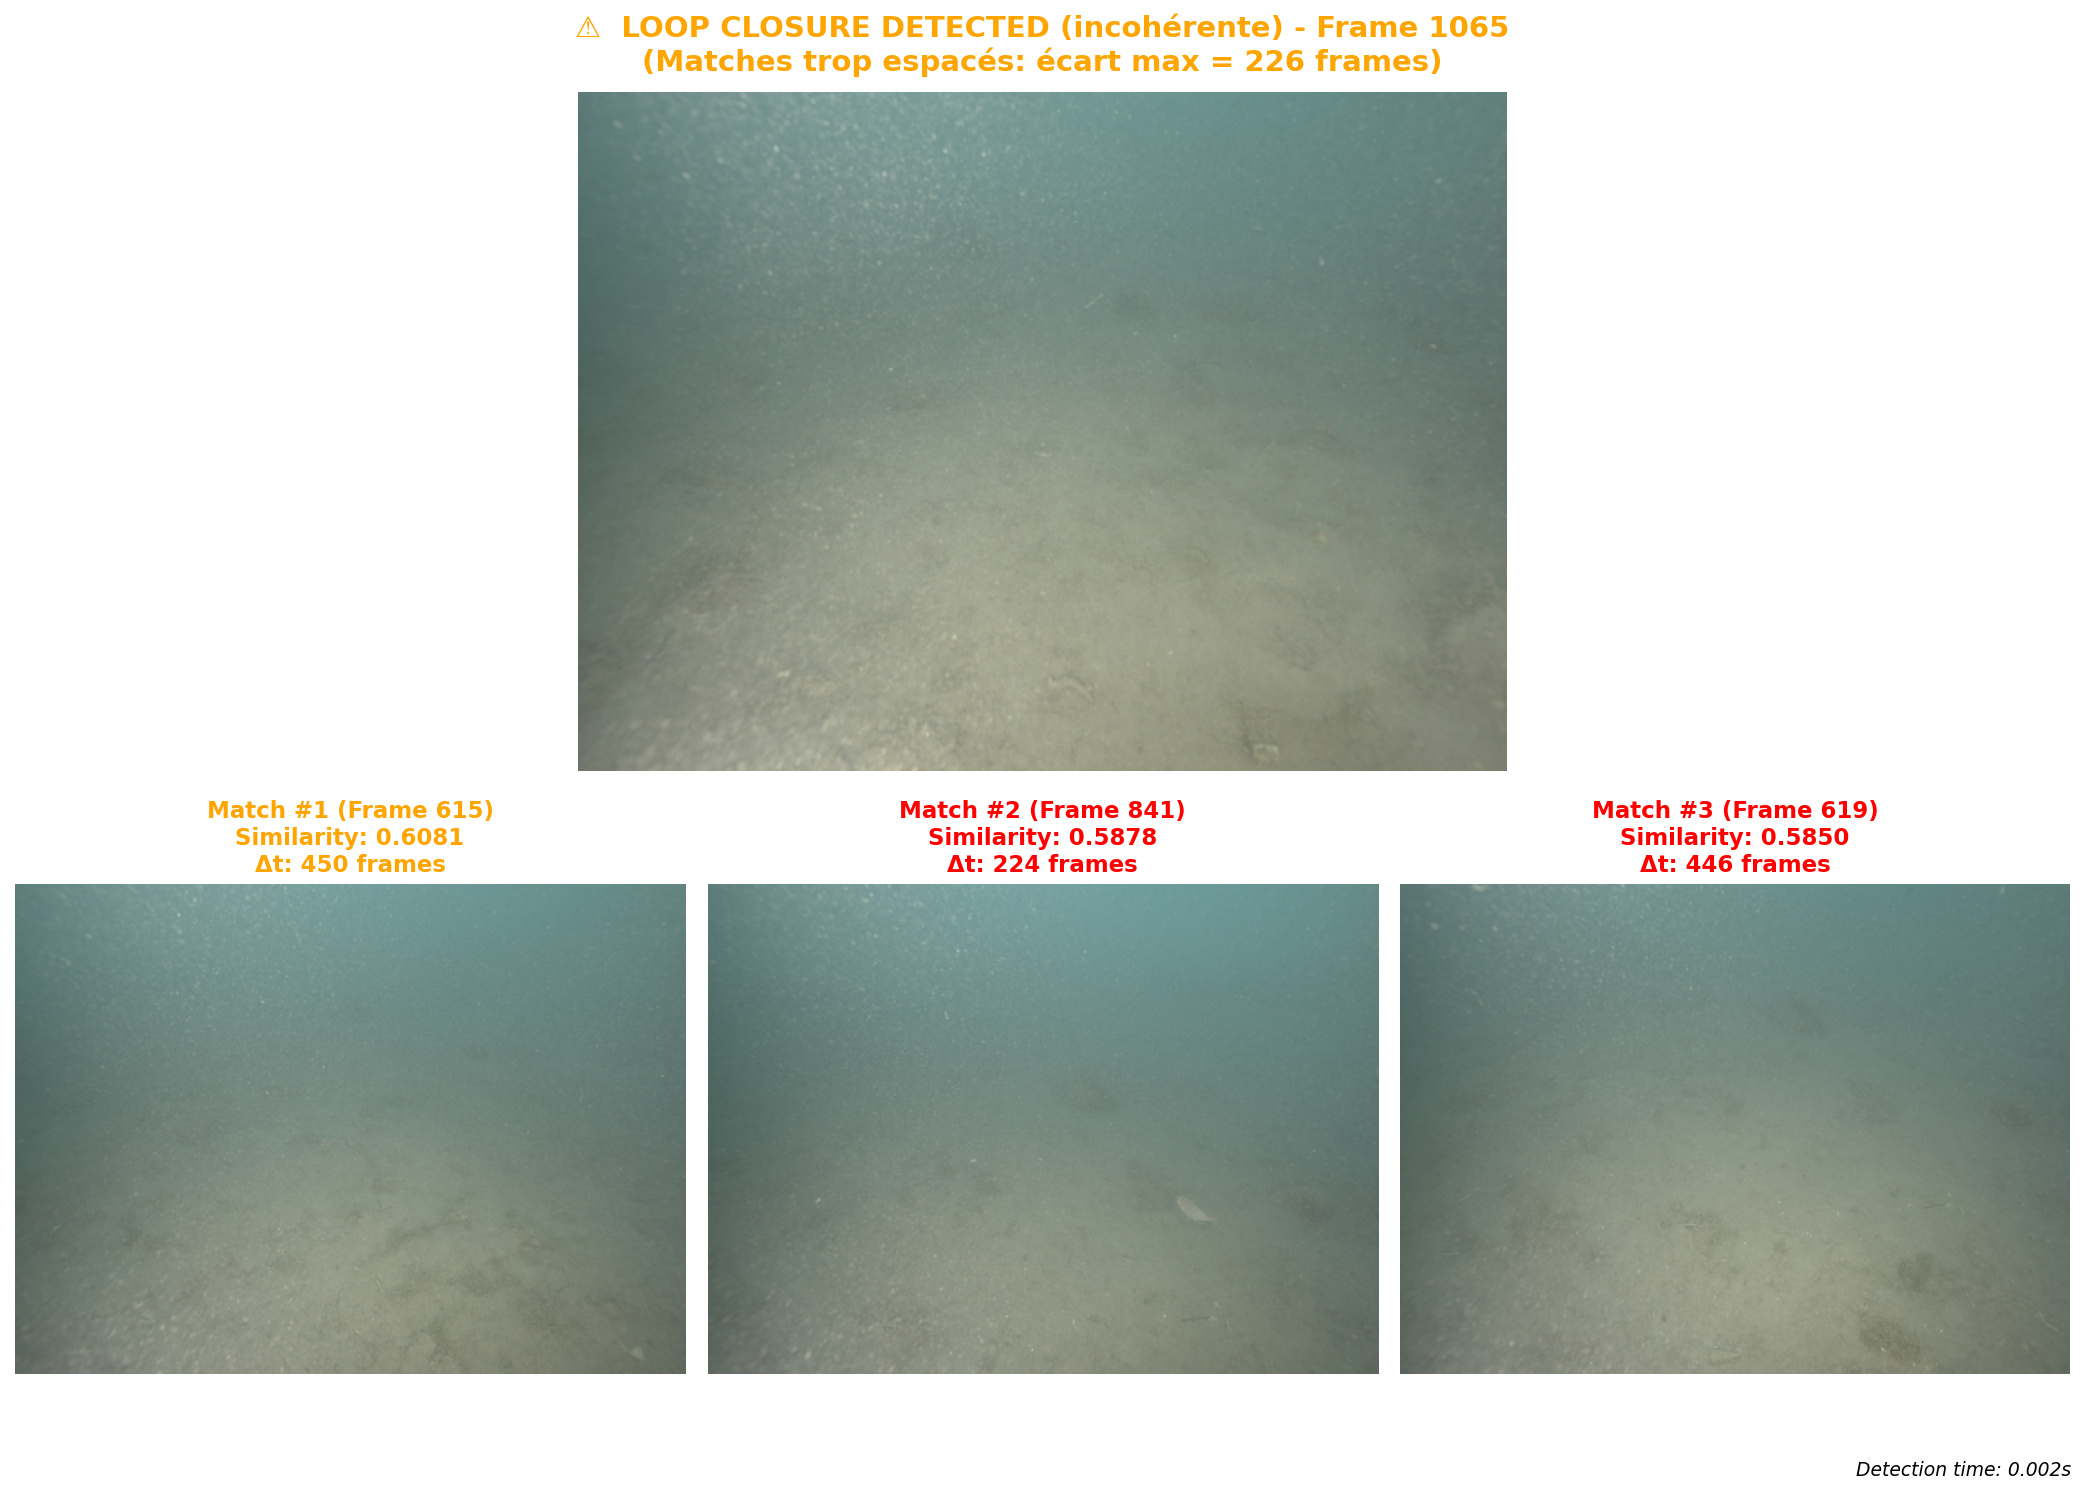 ⚠ LOOP CLOSURE DETECTED (incohérente) - Frame 1065
(Matches trop espacés: écart max = 226 frames)
Match #1 (Frame 615)
Similarity: 0.6081
Δt: 450 frames
Match #2 (Frame 841)
Similarity: 0.5878
Δt: 224 frames
Match #3 (Frame 619)
Similarity: 0.5850
Δt: 446 frames
Detection time: 0.002s